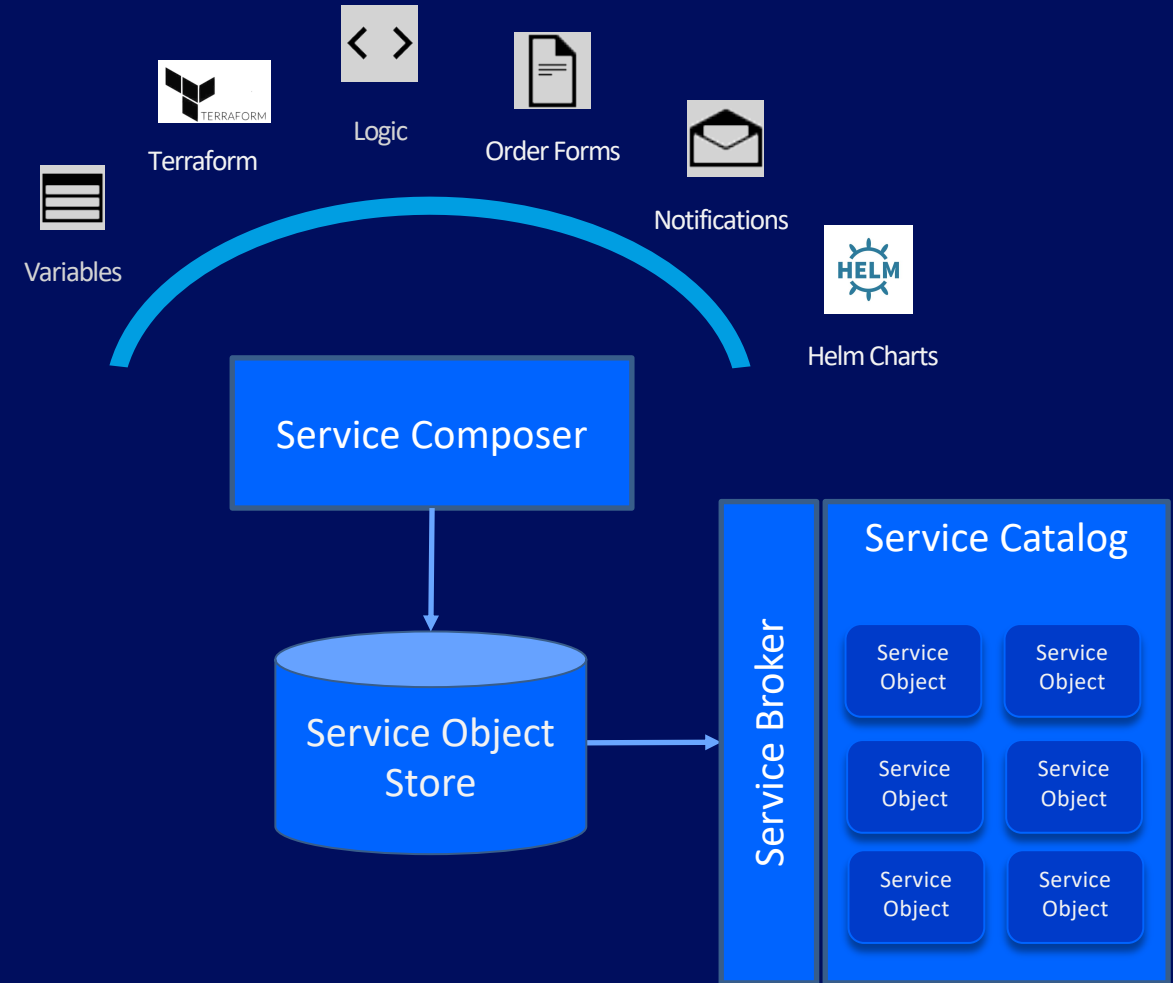 TERRAFORM
Logic
Terraform
Order Forms
Variables
Notifications
HELM
Helm Charts
Service Composer
Service Object
Store
Service Broker
Service Catalog
Service
Object
Service
Object
Service
Object
Service
Object
Service
Object
Service
Object